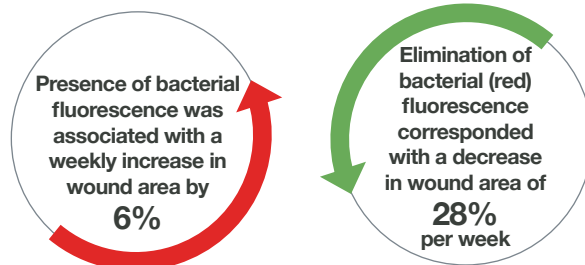 Presence of bacterial
fluorescence was
associated with a
weekly increase in
wound area by
6%
Elimination of
bacterial (red)
fluorescence
corresponded
with a decrease
in wound area of
28%
per week